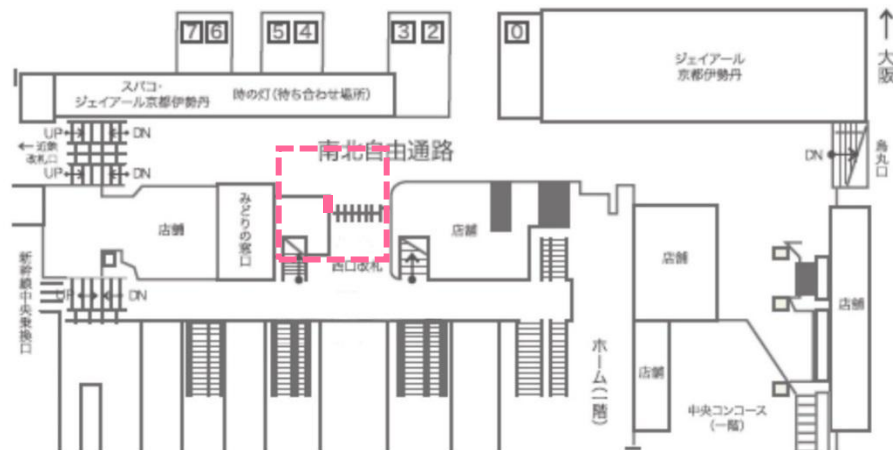 7 6 5 4 3 2 0
ジェイアール
京都伊勢丹
↑
大阪
スバコ・
ジェイアール京都伊勢丹
時の灯(待ち合わせ場所)
南北自由通路
UP DN
←近鉄
改札口
UP DN
DN
烏丸口
店舗
みどりの窓口
店舗
西口改札
店舗
新幹線中央乗換口
UP DN
店舗
ホーム(一階)
店舗
中央コンコース
(一階)